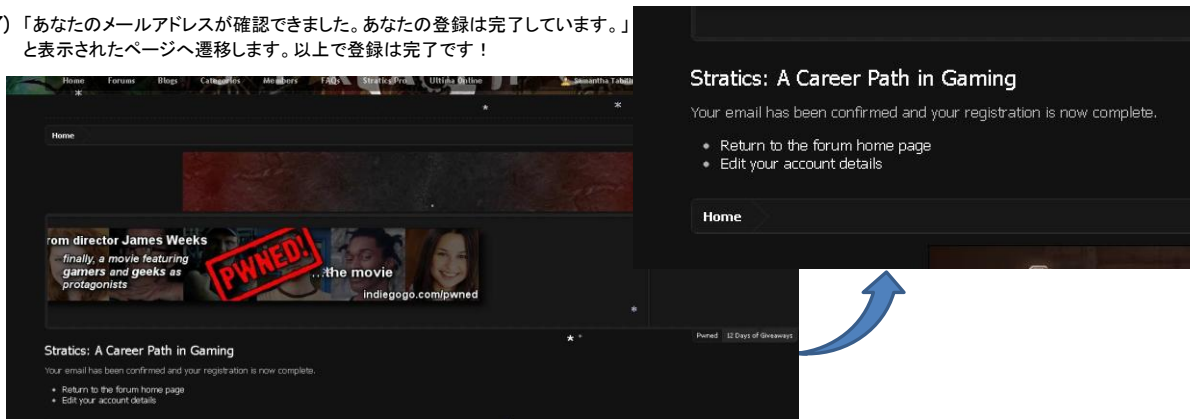 「あなたのメールアドレスが確認できました。あなたの登録は完了しています。」
と表示されたページへ遷移します。以上で登録は完了です！
Home Forums Blogs Categories Members FAQs Stratics Pro Ultima Online Samantha
Home
rom director James Weeks
finally, a movie featuring
gamers and geeks as
protagonists
PWNED!
...the movie
indiegogo.com/pwned
Pwned 12 Days of Giveaways
Stratics: A Career Path in Gaming
Your email has been confirmed and your registration is now complete.
Return to the forum home page
Edit your account details
Stratics: A Career Path in Gaming
Your email has been confirmed and your registration is now complete.
Return to the forum home page
Edit your account details
Home